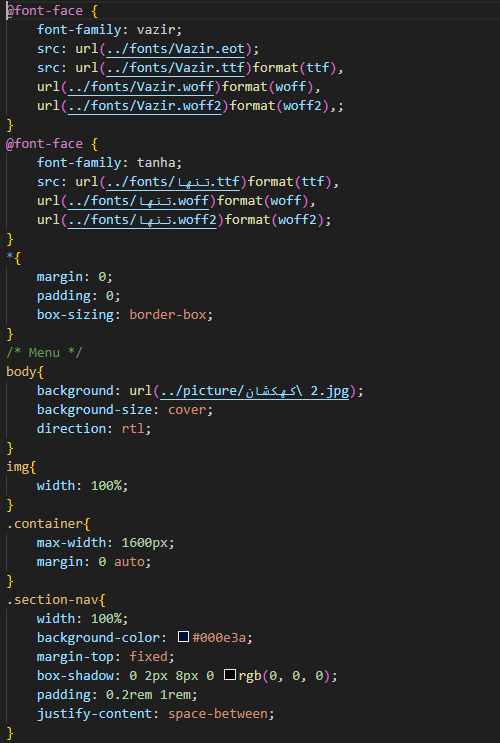 @font-face {
font-family: vazir;
src: url(../fonts/Vazir.eot);
src: url(../fonts/Vazir.ttf)format(ttf),
url(../fonts/Vazir.woff)format(woff),
url(../fonts/Vazir.woff2)format(woff2),;
}
@font-face {
font-family: tanha;
src: url(../fonts/تنها.ttf)format(ttf),
url(../fonts/تنها.woff)format(woff),
url(../fonts/تنها.woff2)format(woff2);
}
*{
margin: 0;
padding: 0;
box-sizing: border-box;
}
/* Menu */
body{
background: url(../picture/کهکشان\ 2.jpg);
background-size: cover;
direction: rtl;
}
img{
width: 100%;
}
.container{
max-width: 1600px;
margin: 0 auto;
}
.section-nav{
width: 100%;
background-color: #000e3a;
margin-top: fixed;
box-shadow: 0 2px 8px 0 rgb(0, 0, 0);
padding: 0.2rem 1rem;
justify-content: space-between;
}